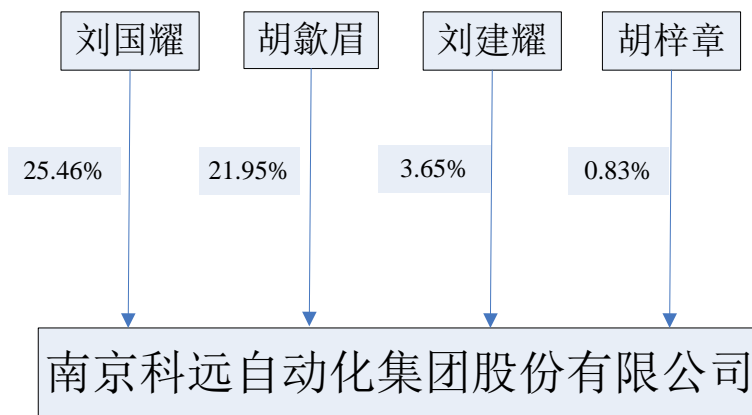 刘国耀
胡歙眉
刘建耀
胡梓章
25.46%
21.95%
3.65%
0.83%
南京科远自动化集团股份有限公司